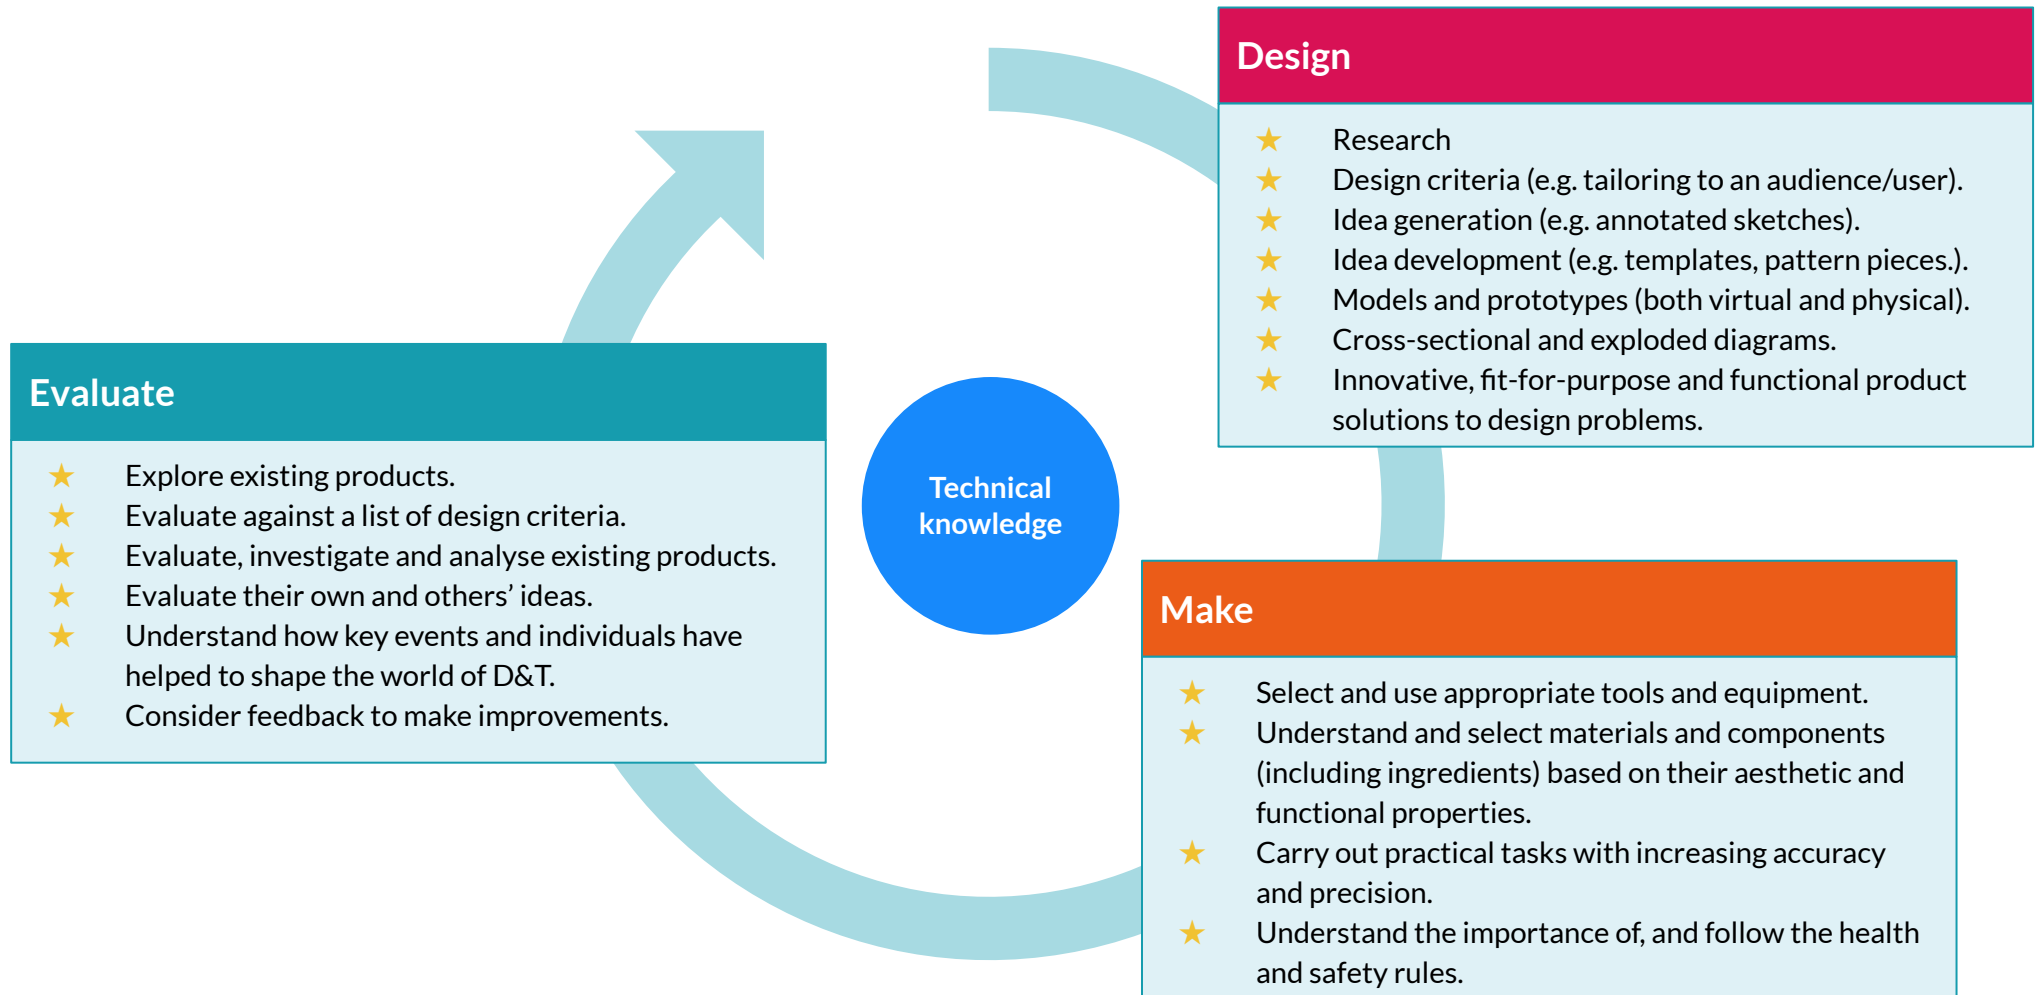 Design
★ Research
★ Design criteria (e.g. tailoring to an audience/user).
★ Idea generation (e.g. annotated sketches).
★ Idea development (e.g. templates, pattern pieces.).
★ Models and prototypes (both virtual and physical).
★ Cross-sectional and exploded diagrams.
★ Innovative, fit-for-purpose and functional product
solutions to design problems.
Evaluate
★ Explore existing products.
★ Evaluate against a list of design criteria.
★ Evaluate, investigate and analyse existing products.
★ Evaluate their own and others’ ideas.
★ Understand how key events and individuals have
helped to shape the world of D&T.
★ Consider feedback to make improvements.
Technical
knowledge
Make
★ Select and use appropriate tools and equipment.
★ Understand and select materials and components
(including ingredients) based on their aesthetic and
functional properties.
★ Carry out practical tasks with increasing accuracy
and precision.
★ Understand the importance of, and follow the health
and safety rules.